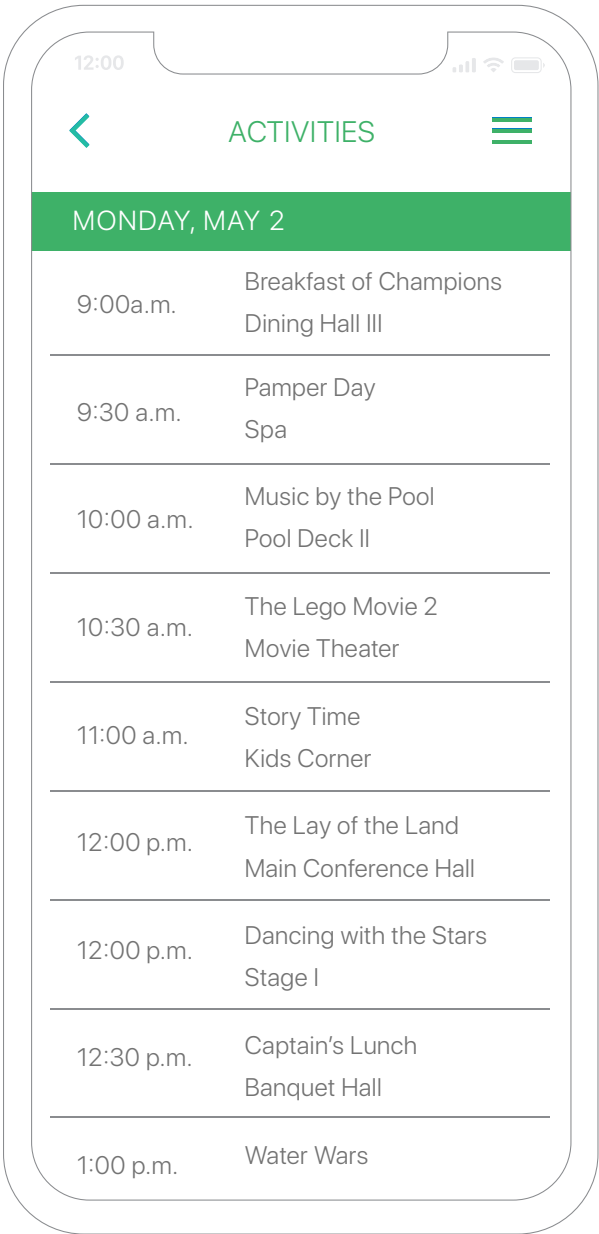 12:00
ACTIVITIES
MONDAY, MAY 2
9:00a.m.
Breakfast of Champions
Dining Hall III
9:30 a.m.
Pamper Day
Spa
10:00 a.m.
Music by the Pool
Pool Deck II
10:30 a.m.
The Lego Movie 2
Movie Theater
11:00 a.m.
Story Time
Kids Corner
12:00 p.m.
The Lay of the Land
Main Conference Hall
12:00 p.m.
Dancing with the Stars
Stage I
12:30 p.m.
Captain’s Lunch
Banquet Hall
1:00 p.m.
Water Wars